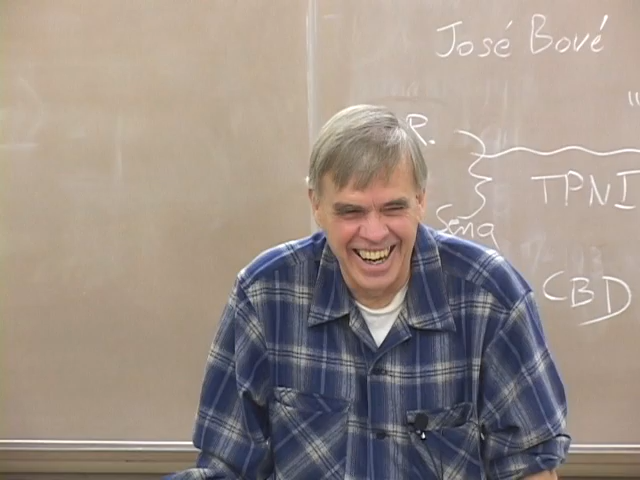 José Bové
R.
TPNI
Sena
CBD